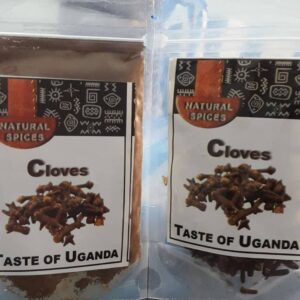 NATURAL
SPICES
Cloves
TASTE OF UGANDA
NATURAL
SPICES
Cloves
TASTE OF UGANDA